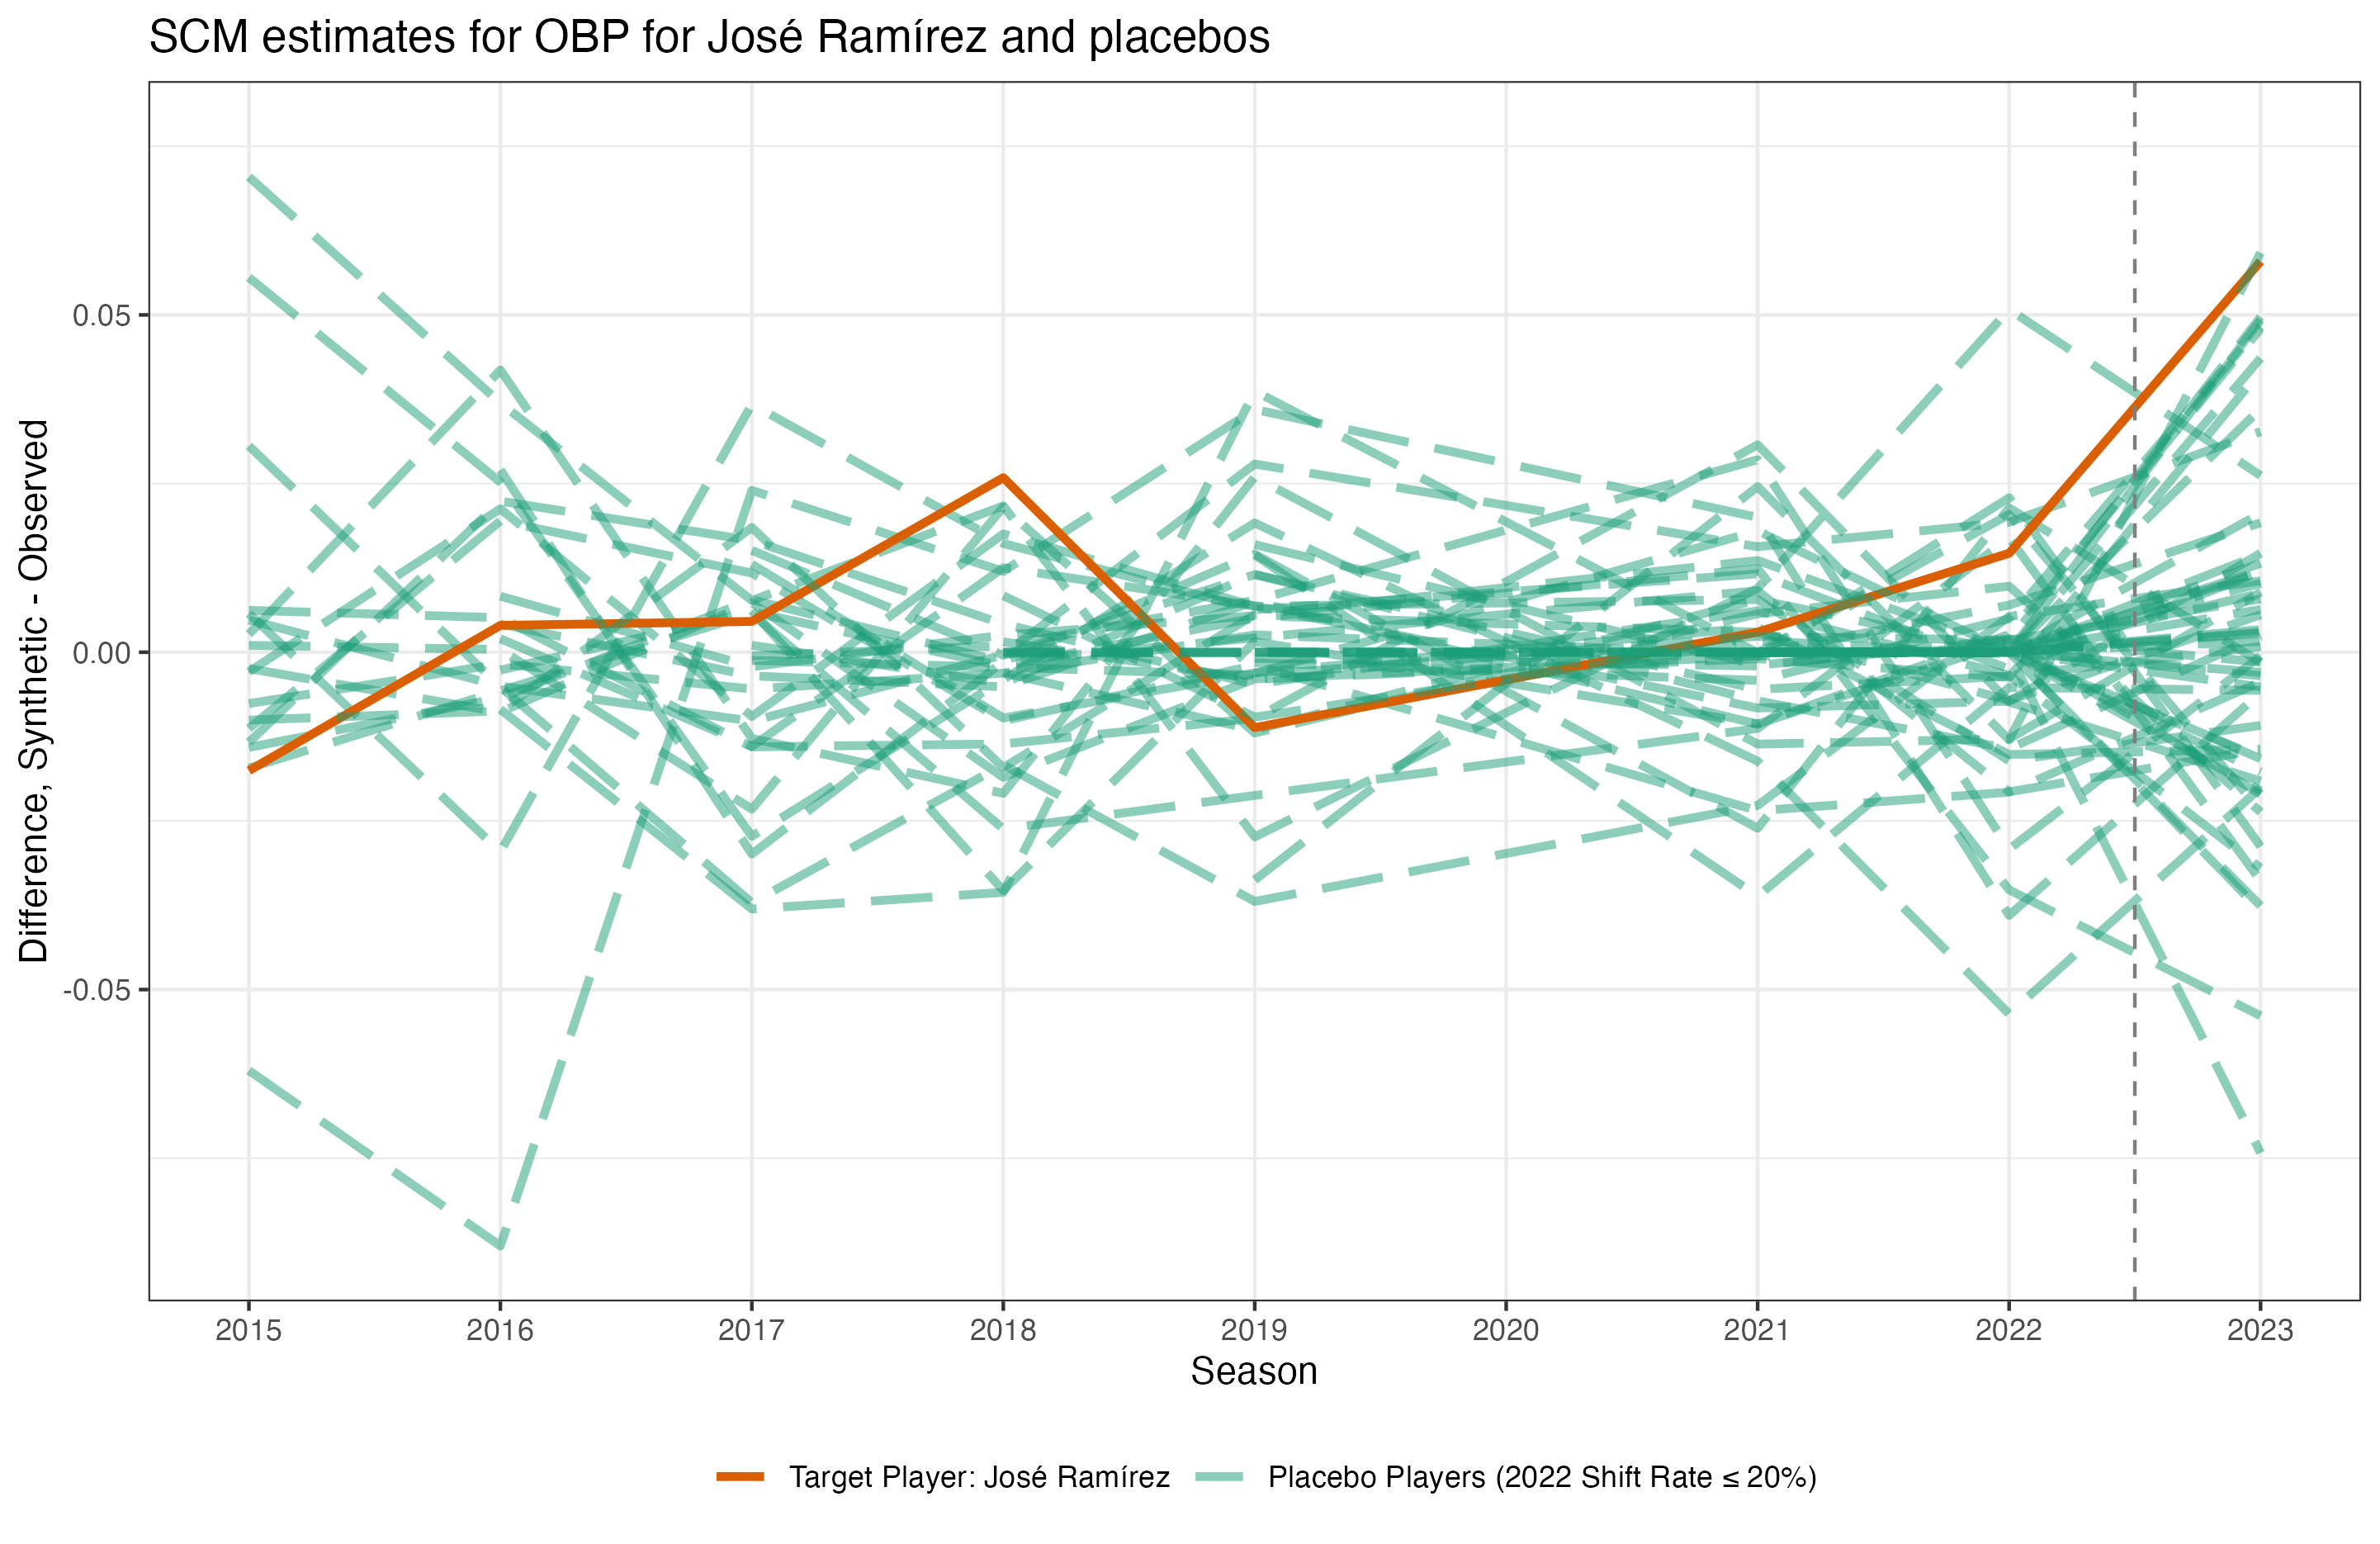 SCM estimates for OBP for José Ramírez and placebos
Difference, Synthetic - Observed
0.05
0.00
-0.05
2015 2016 2017 2018 2019 2020 2021 2022 2023
Season
Target Player: José Ramírez Placebo Players (2022 Shift Rate ≤ 20%)